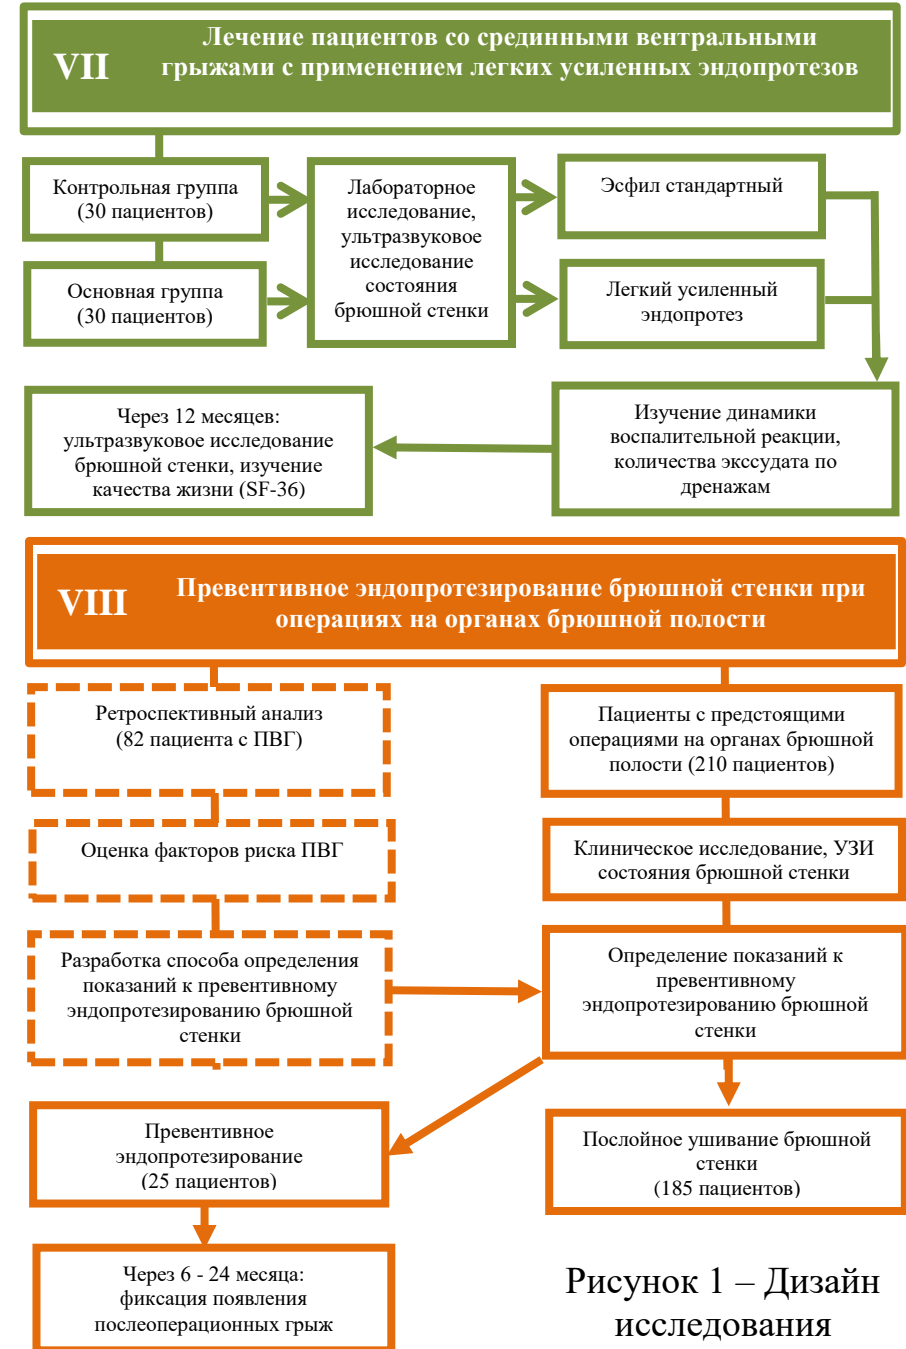 VII
Лечение пациентов со срединными вентральными
грыжами с применением легких усиленных эндопротезов
Контрольная группа
(30 пациентов)
Лабораторное
исследование,
ультразвуковое
исследование
состояния
брюшной стенки
Эсфил стандартный
Основная группа
(30 пациентов)
Легкий усиленный
эндопротез
Через 12 месяцев:
ультразвуковое исследование
брюшной стенки, изучение
качества жизни (SF-36)
Изучение динамики
воспалительной реакции,
количества экссудата по
дренажам
VIII
Превентивное эндопротезирование брюшной стенки при
операциях на органах брюшной полости
Ретроспективный анализ
(82 пациента с ПВГ)
Пациенты с предстоящими
операциями на органах брюшной
полости (210 пациентов)
Оценка факторов риска ПВГ
Клиническое исследование, УЗИ
состояния брюшной стенки
Разработка способа определения
показаний к превентивному
эндопротезированию брюшной
стенки
Определение показаний к
превентивному
эндопротезированию брюшной
стенки
Превентивное
эндопротезирование
(25 пациентов)
Послойное ушивание брюшной
стенки
(185 пациентов)
Через 6 - 24 месяца:
фиксация появления
послеоперационных грыж
Рисунок 1 – Дизайн
исследования